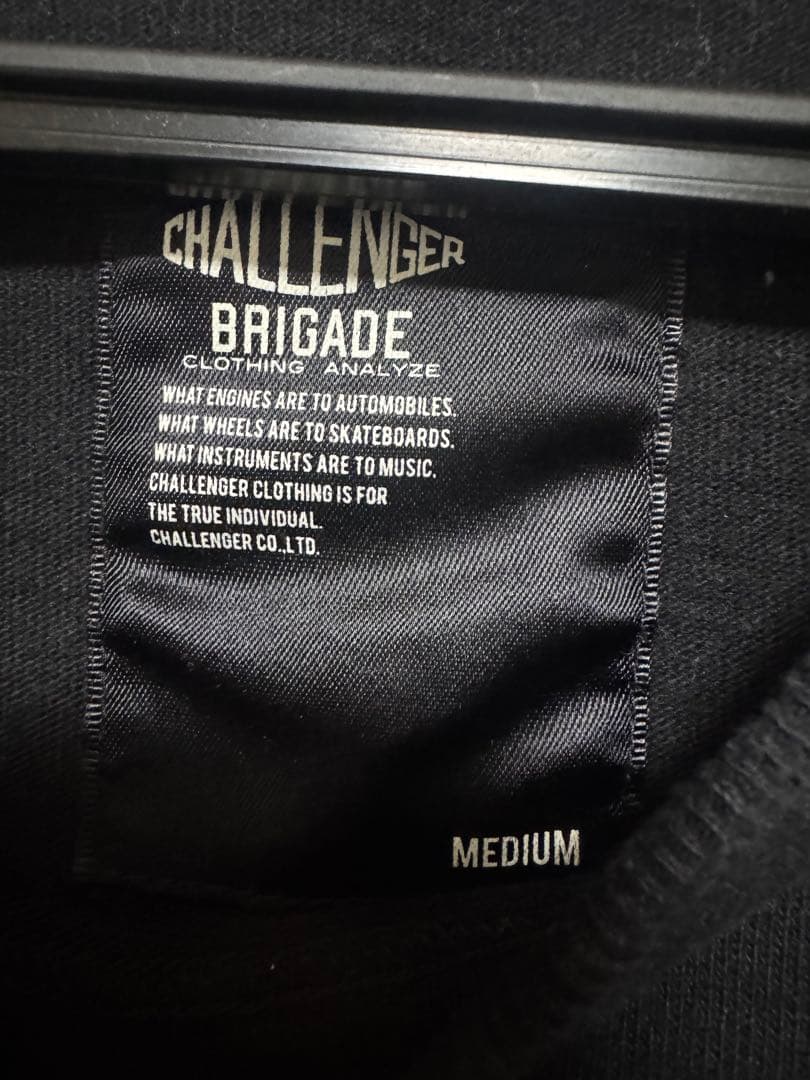 CHALLENGER
BRIGADE
CLOTHING ANALYZE
WHAT ENGINES ARE TO AUTOMOBILES.
WHAT WHEELS ARE TO SKATEBOARDS.
WHAT INSTRUMENTS ARE TO MUSIC.
CHALLENGER CLOTHING IS FOR
THE TRUE INDIVIDUAL.
CHALLENGER CO.,LTD.
MEDIUM